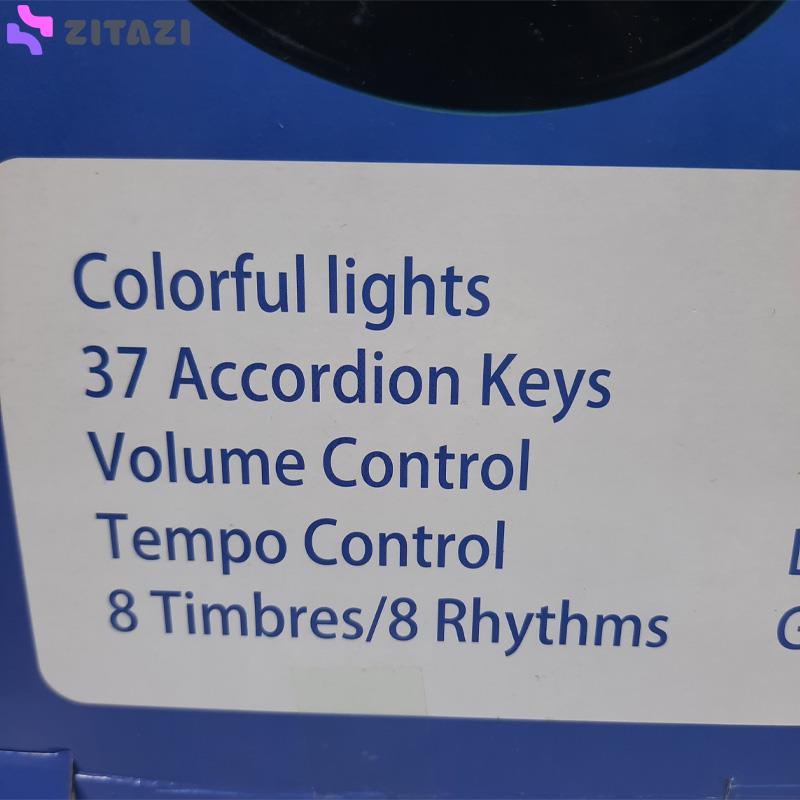 ZITAZI
Colorful lights
37 Accordion Keys
Volume Control
Tempo Control
8 Timbres/8 Rhythms